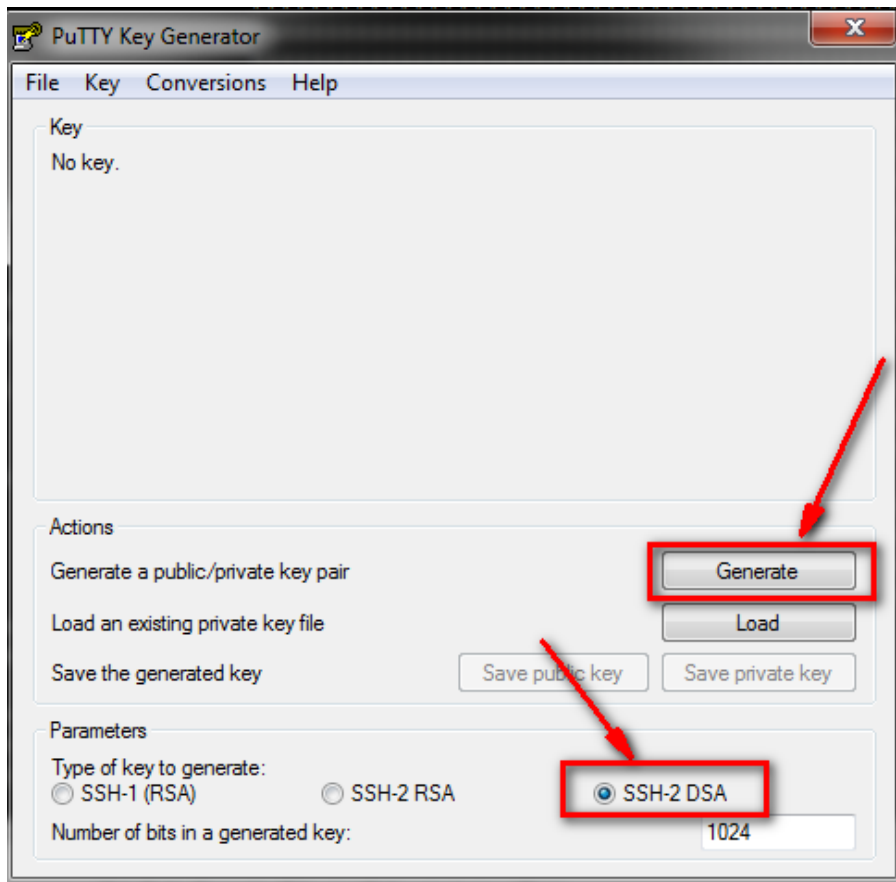 PuTTY Key Generator
File Key Conversions Help
Key
No key.
Actions
Generate a public/private key pair Generate
Load an existing private key file Load
Save the generated key Save public key Save private key
Parameters
Type of key to generate:
SSH-1 (RSA) SSH-2 RSA SSH-2 DSA
Number of bits in a generated key: 1024